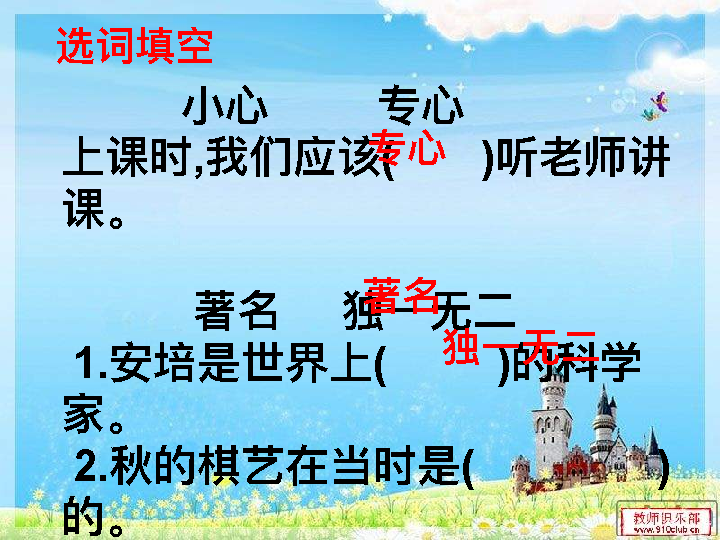 选词填空
小心 专心
上课时,我们应该(专心)听老师讲
课。
著名 独一无二
著名
独一无二
1.安培是世界上( )的科学
家。
2.秋的棋艺在当时是( )
的。
教师俱乐部
www.910club.cn